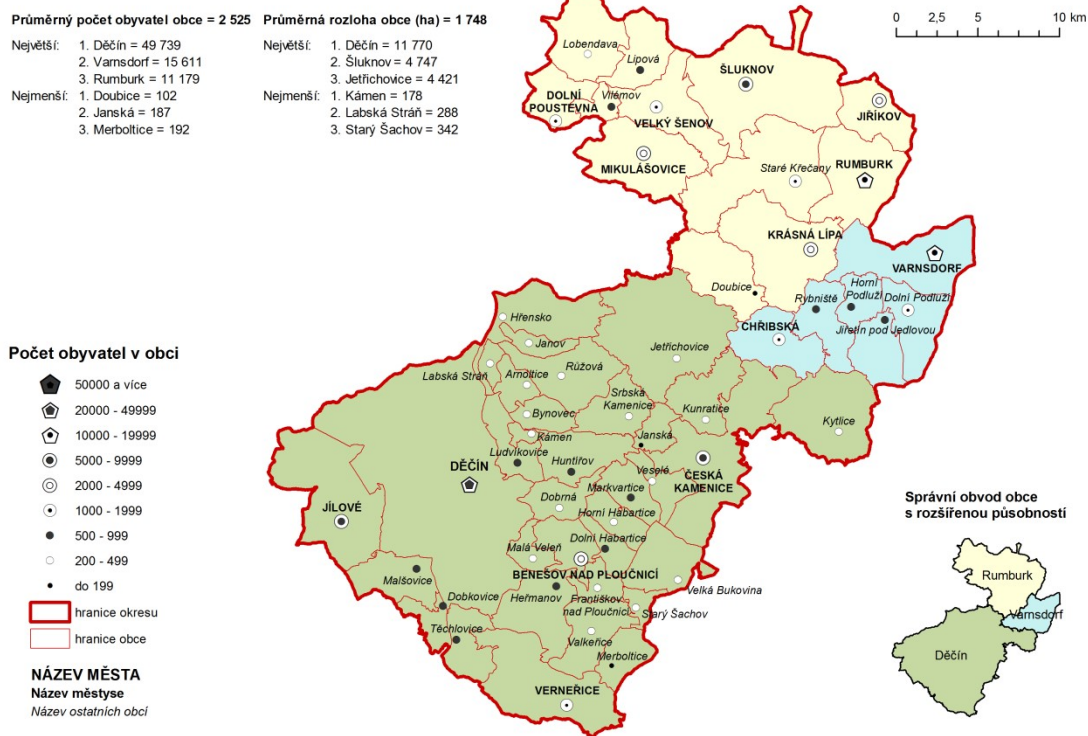 Průměrný počet obyvatel obce = 2 525
Největší: 1. Děčín = 49 739
2. Varnsdorf = 15 611
3. Rumburk = 11 179
Nejmenší: 1. Doubice = 102
2. Janská = 187
3. Merboltice = 192
Průměrná rozloha obce (ha) = 1 748
Největší: 1. Děčín = 11 770
2. Šluknov = 4 747
3. Jetřichovice = 4 421
Nejmenší: 1. Kámen = 178
2. Labská Stráň = 288
3. Starý Šachov = 342
0 2,5 5 10 km
Lobendava
Lipová
ŠLUKNOV
DOLNÍ
POUSTEVNA
Vilémov
VELKÝ ŠENOV
JIŘÍKOV
MIKULÁŠOVICE
Staré Křečany
RUMBURK
KRÁSNÁ LÍPA
VARNSDORF
Doubice
Rybniště
Horní
Podluží
Dolní Podluží
CHŘIBSKÁ
Jiřetín pod Jedlovou
Hřensko
Janov
Jetřichovice
Labská Stráň
Arnoltice
Růžová
Srbská
Kamenice
Bynovec
Kunratice
Kytlice
Kámen
Janská
Ludvíkovice
Huntířov
DĚČÍN
Veselé
ČESKÁ
KAMENICE
Markvartice
Dobrná
Horní Habartice
JÍLOVÉ
Dolní Habartice
Malá Veleň
BENEŠOV NAD PLOUČNICÍ
Velká Bukovina
Malšovice
Heřmanov
Františkov
nad Ploučnicí
Dobkovice
Starý Šachov
Těchlovice
Valkeřice
Merboltice
VERNEŘICE
Počet obyvatel v obci
50000 a více
20000 - 49999
10000 - 19999
5000 - 9999
2000 - 4999
1000 - 1999
500 - 999
200 - 499
do 199
hranice okresu
hranice obce
NÁZEV MĚSTA
Název městyse
Název ostatních obcí
Správní obvod obce
s rozšířenou působností
Rumburk
Varnsdorf
Děčín